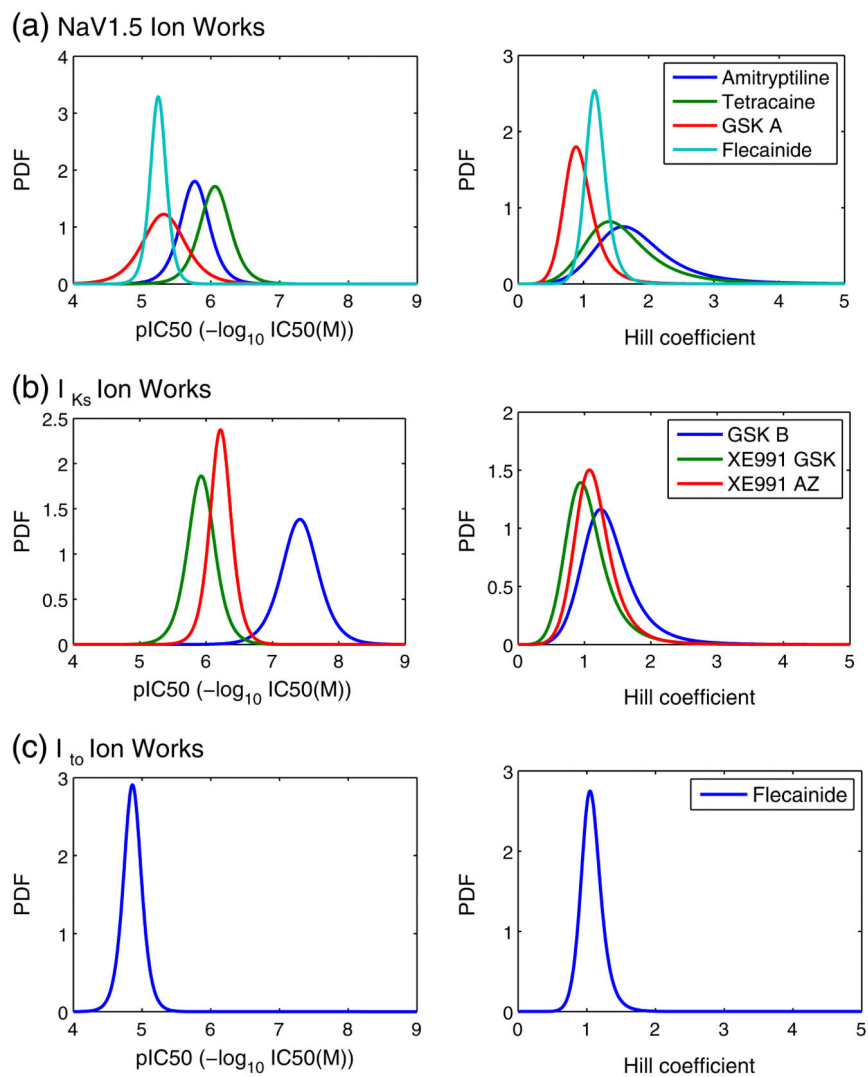 (a) NaV1.5 Ion Works
PDF
4
3
2
1
0
4 5 6 7 8 9
pIC50 (−log10 IC50(M))
PDF
3
2
1
0
0 1 2 3 4 5
Hill coefficient
Amitryptiline
Tetracaine
GSK A
Flecainide
(b) I Ks Ion Works
PDF
2.5
2
1.5
1
0.5
0
4 5 6 7 8 9
pIC50 (−log10 IC50(M))
PDF
2
1.5
1
0.5
0
0 1 2 3 4 5
Hill coefficient
GSK B
XE991 GSK
XE991 AZ
(c) I to Ion Works
PDF
3
2
1
0
4 5 6 7 8 9
pIC50 (−log10 IC50(M))
PDF
3
2
1
0
0 1 2 3 4 5
Hill coefficient
Flecainide